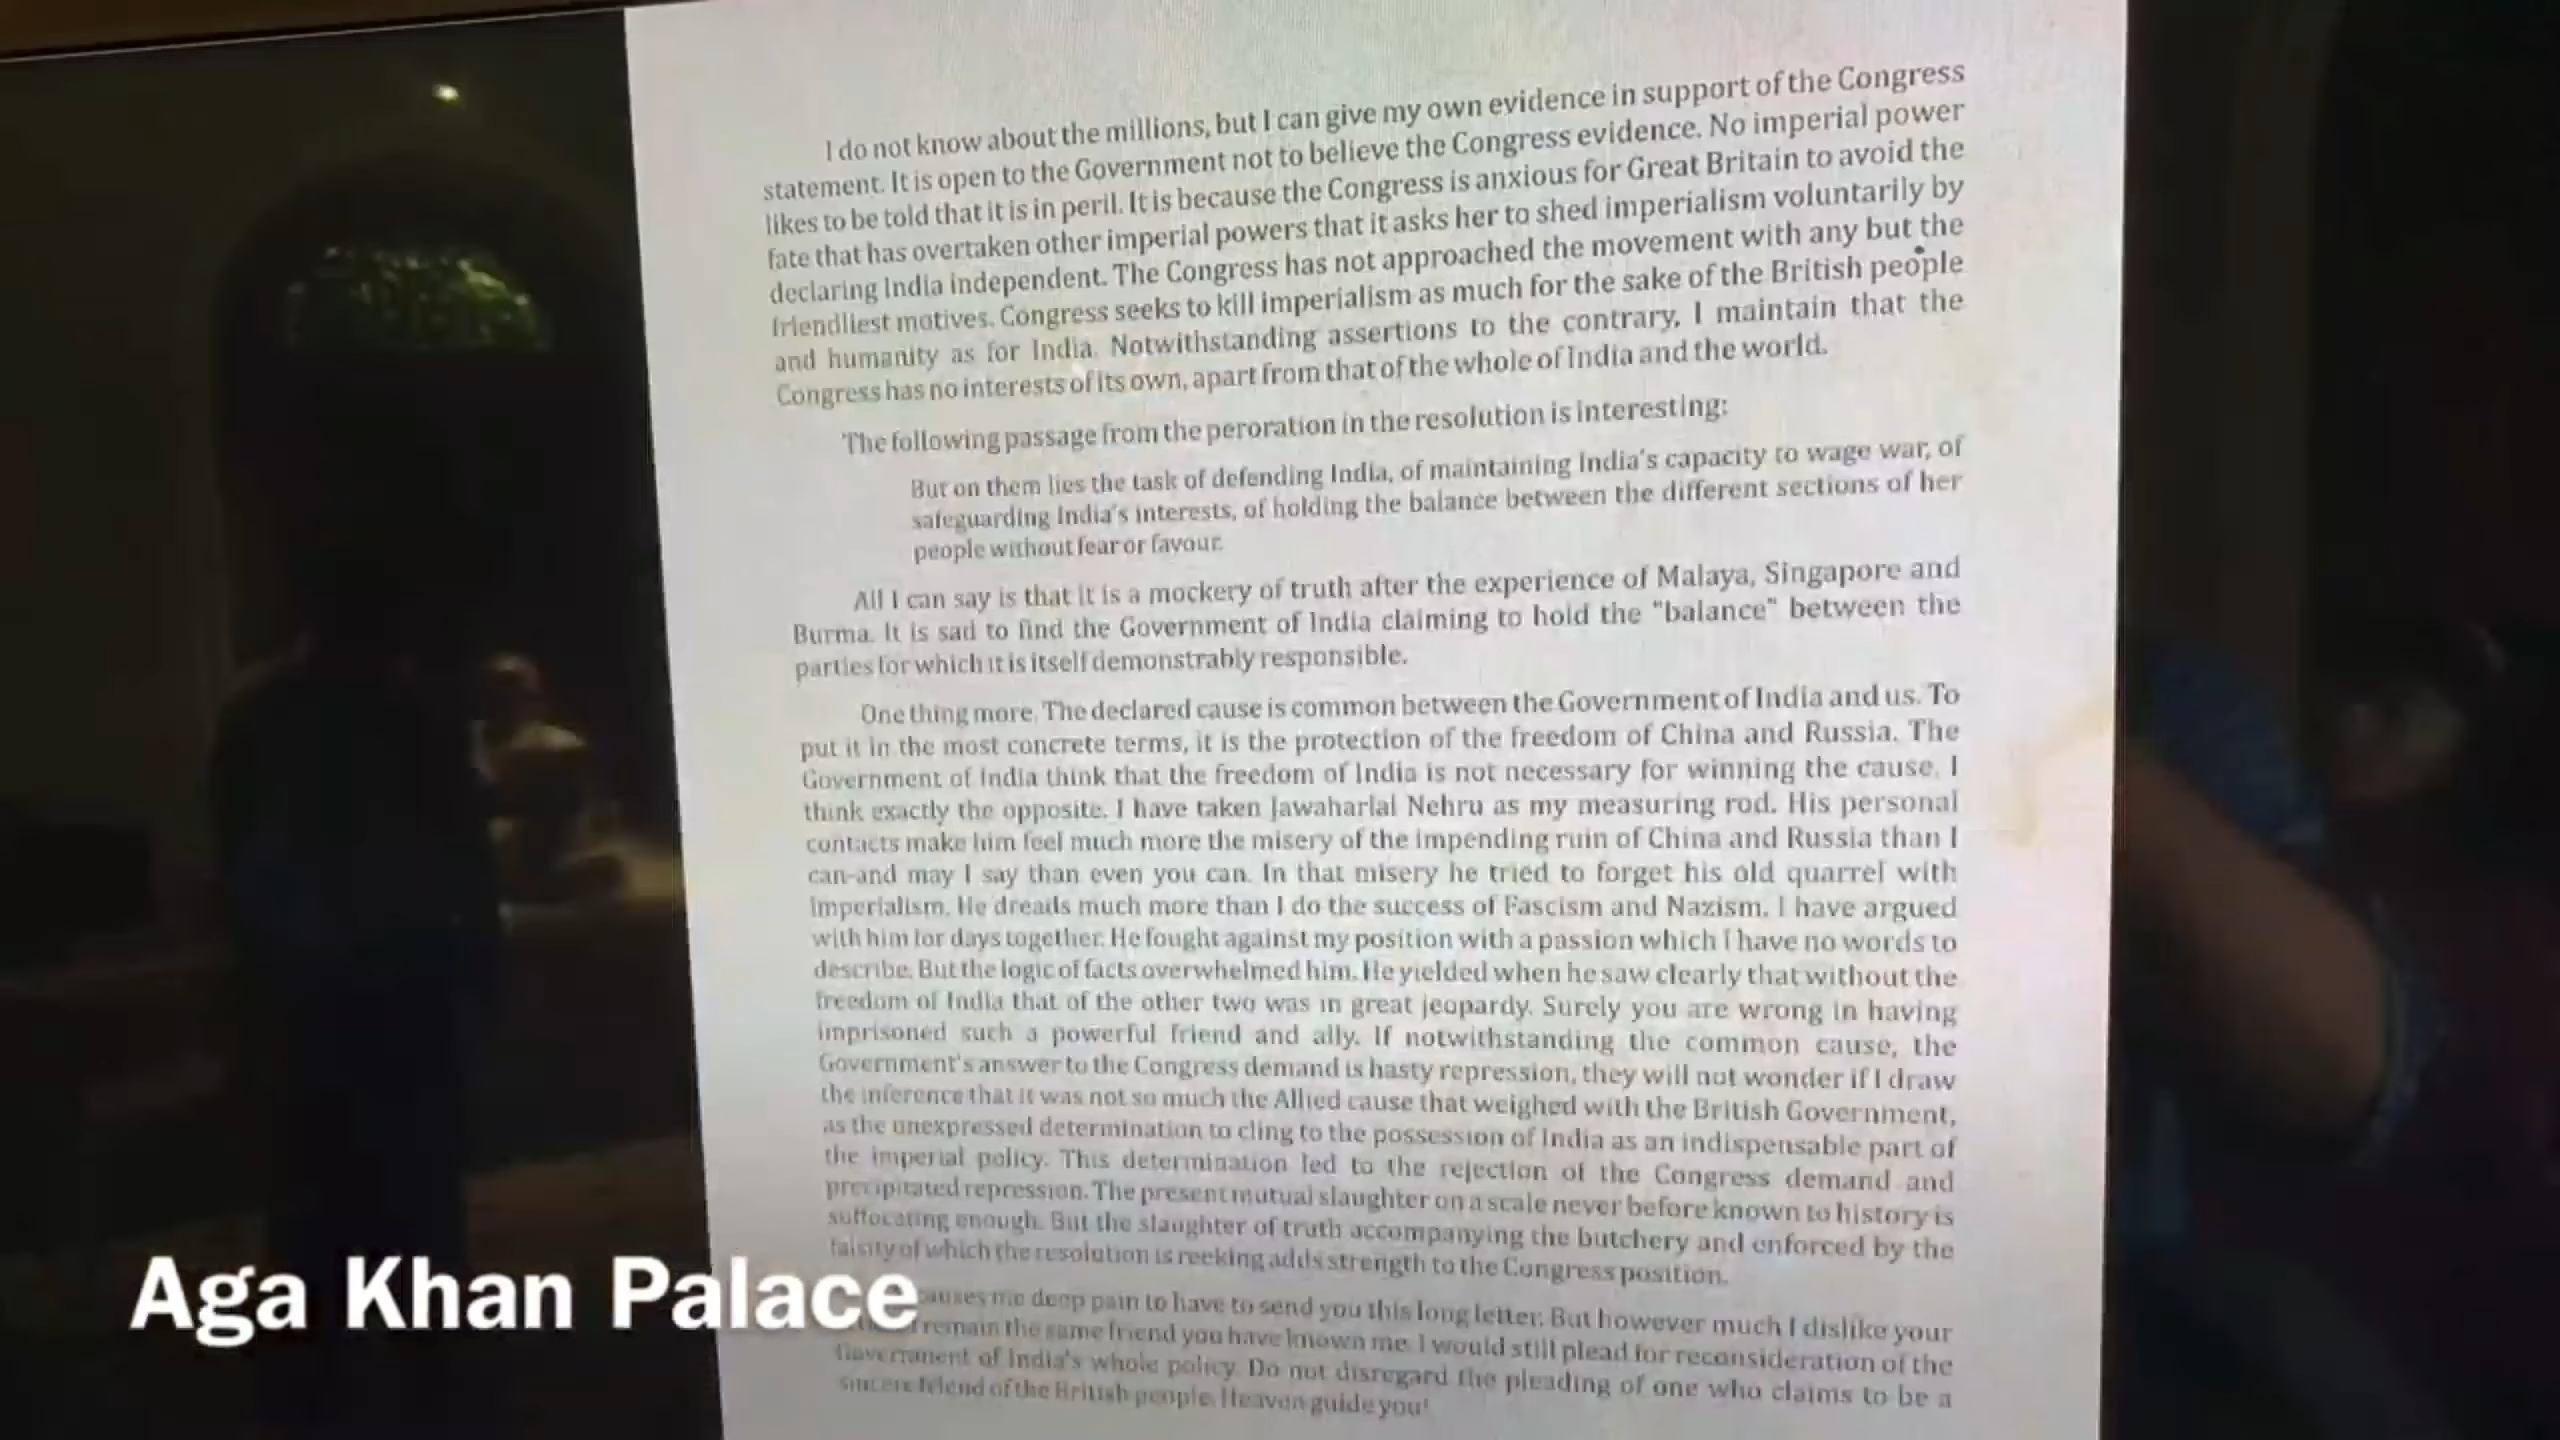 I do not know about the millions, but I can give my own evidence in support of the Congress
statement. It is open to the Government not to believe the Congress evidence. No imperial power
likes to be told that it is in peril. It is because the Congress is anxious for Great Britain to avoid the
fate that has overtaken other imperial powers that it asks her to shed imperialism voluntarily by
declaring India independent. The Congress has not approached the movement with any but the
friendliest motives. Congress seeks to kill imperialism as much for the sake of the British people
and humanity as for India. Notwithstanding assertions to the contrary, I maintain that the
Congress has no interests of its own, apart from that of the whole of India and the world.
The following passage from the peroration in the resolution is interesting:
But on them lies the task of defending India, of maintaining India's capacity to wage war, of
safeguarding India's interests, of holding the balance between the different sections of her
people without fear or favour.
All I can say is that it is a mockery of truth after the experience of Malaya, Singapore and
Burma. It is sad to find the Government of India claiming to hold the "balance" between the
parties for which it is itself demonstrably responsible.
One thing more. The declared cause is common between the Government of India and us. To
put it in the most concrete terms, it is the protection of the freedom of China and Russia. The
Government of India think that the freedom of India is not necessary for winning the cause. I
think exactly the opposite. I have taken Jawaharlal Nehru as my measuring rod. His personal
contacts make him feel much more the misery of the impending ruin of China and Russia than I
can-and may I say than even you can. In that misery he tried to forget his old quarrel with
imperialism. He dreads much more than I do the success of Fascism and Nazism. I have argued
with him for days together. He fought against my position with a passion which I have no words to
describe. But the logic of facts overwhelmed him. He yielded when he saw clearly that without the
freedom of India that of the other two was in great jeopardy. Surely you are wrong in having
imprisoned such a powerful friend and ally. If notwithstanding the common cause, the
Government's answer to the Congress demand is hasty repression, they will not wonder if I draw
the inference that it was not so much the Allied cause that weighed with the British Government,
as the unexpressed determination to cling to the possession of India as an indispensable part of
the imperial policy. This determination led to the rejection of the Congress demand and
precipitated repression. The present mutual slaughter on a scale never before known to history is
suffocating enough. But the slaughter of truth accompanying the butchery and enforced by the
falsity of which the resolution is reeking adds strength to the Congress position.
causes me deep pain to have to send you this long letter. But however much I dislike your
I remain the same friend you have known me. I would still plead for reconsideration of the
Government of India's whole policy. Do not disregard the pleading of one who claims to be a
sincere friend of the British people. Heaven guide you!
Aga Khan Palace